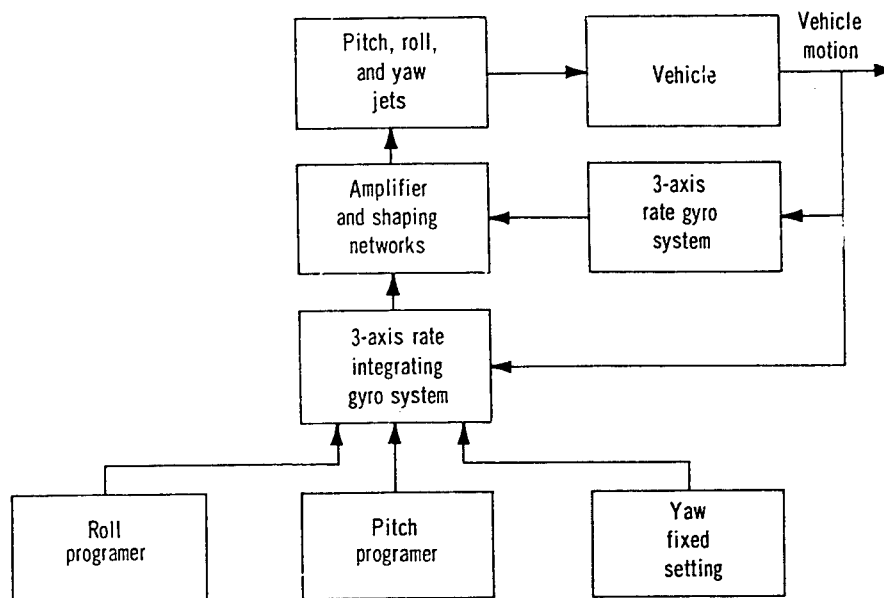 Pitch, roll,
and yaw
jets
Vehicle
Vehicle
motion
Amplifier
and shaping
networks
3-axis
rate gyro
system
3-axis rate
integrating
gyro system
Roll
programer
Pitch
programer
Yaw
fixed
setting